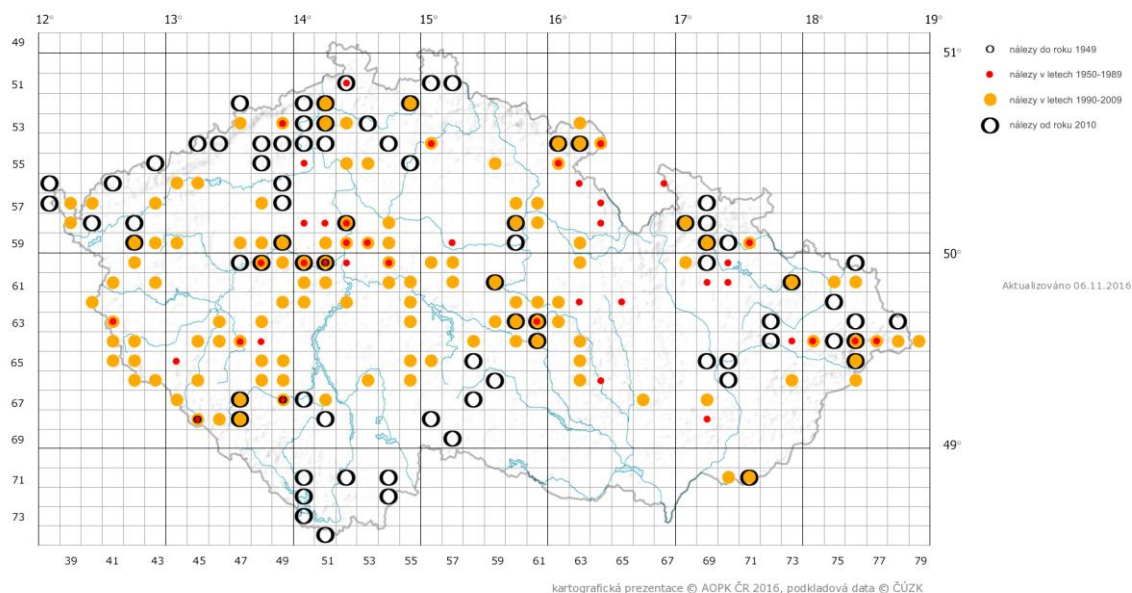 12° 13° 14° 15° 16° 17° 18° 19°
49 51°
nálezy do roku 1949
51
nálezy v letech 1950-1989
nálezy v letech 1990-2009
53
nálezy od roku 2010
55
57
59
50°
61
Aktualizováno 06.11.2016
63
65
67
69 49°
71
73
39 41 43 45 47 49 51 53 55 57 59 61 63 65 67 69 71 73 75 77 79
kartografická prezentace © AOPK ČR 2016, podkladová data © ČÚZK